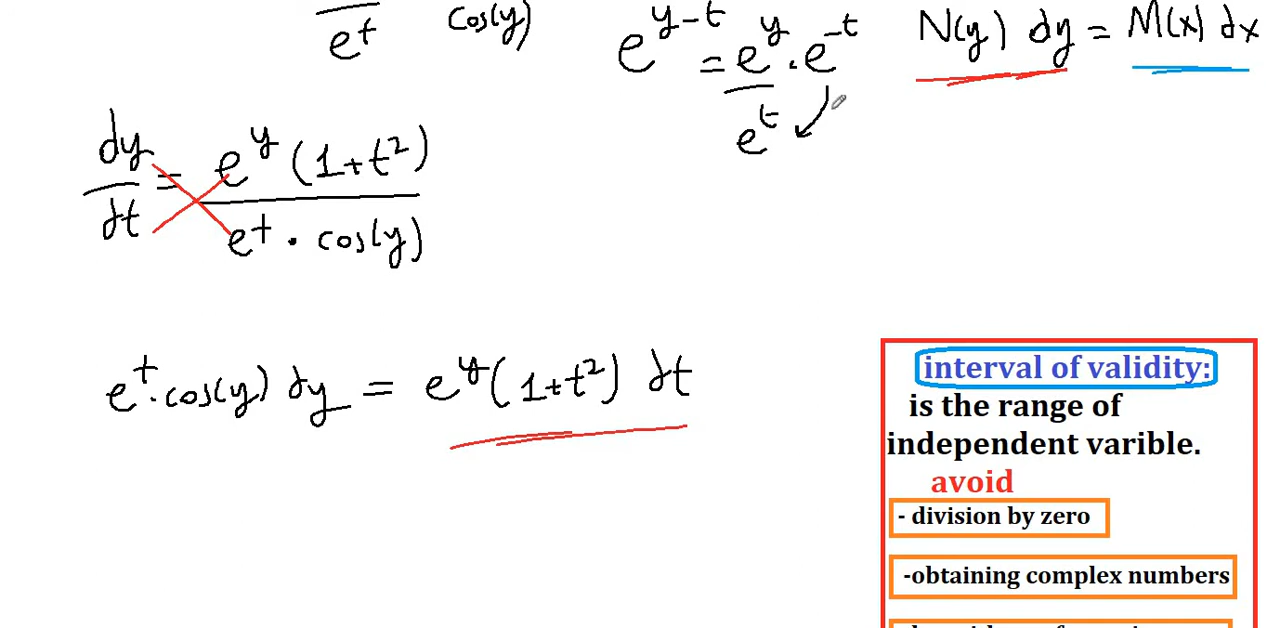 e^t cos(y)
e^{y-t} = e^y · e^{-t}
e^t
N(y) dy = M(x) dx
dy/dt = e^y (1+t²) / e^t · cos(y)
e^t · cos(y) dy = e^y (1+t²) dt
interval of validity:
is the range of
independent varible.
avoid
- division by zero
-obtaining complex numbers